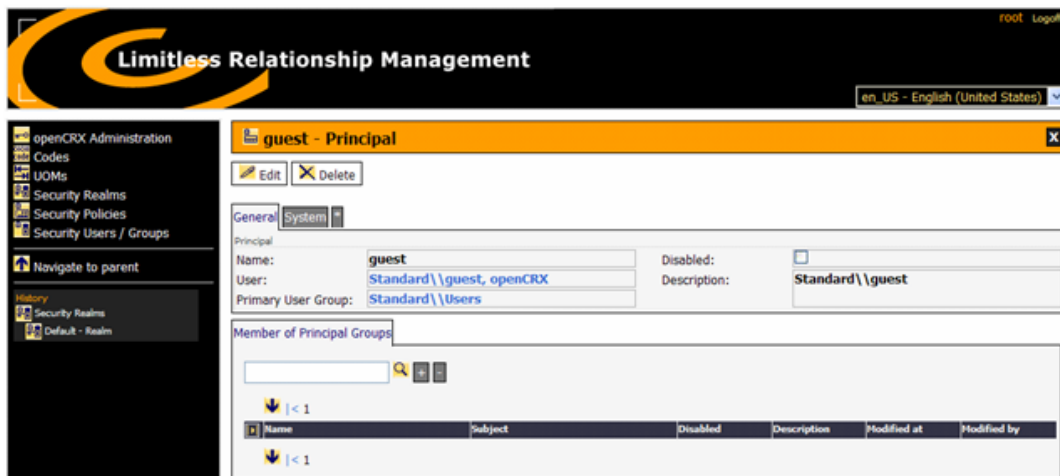 root Logoff
Limitless Relationship Management
en_US - English (United States)
openCRX Administration
Codes
UOMs
Security Realms
Security Policies
Security Users / Groups
Navigate to parent
History
Security Realms
Default - Realm
guest - Principal
X
Edit Delete
General System *
Principal
Name: guest Disabled:
User: Standard\\guest, openCRX Description: Standard\\guest
Primary User Group: Standard\\Users
Member of Principal Groups
+ -
|< 1
Name Subject Disabled Description Modified at Modified by
|< 1